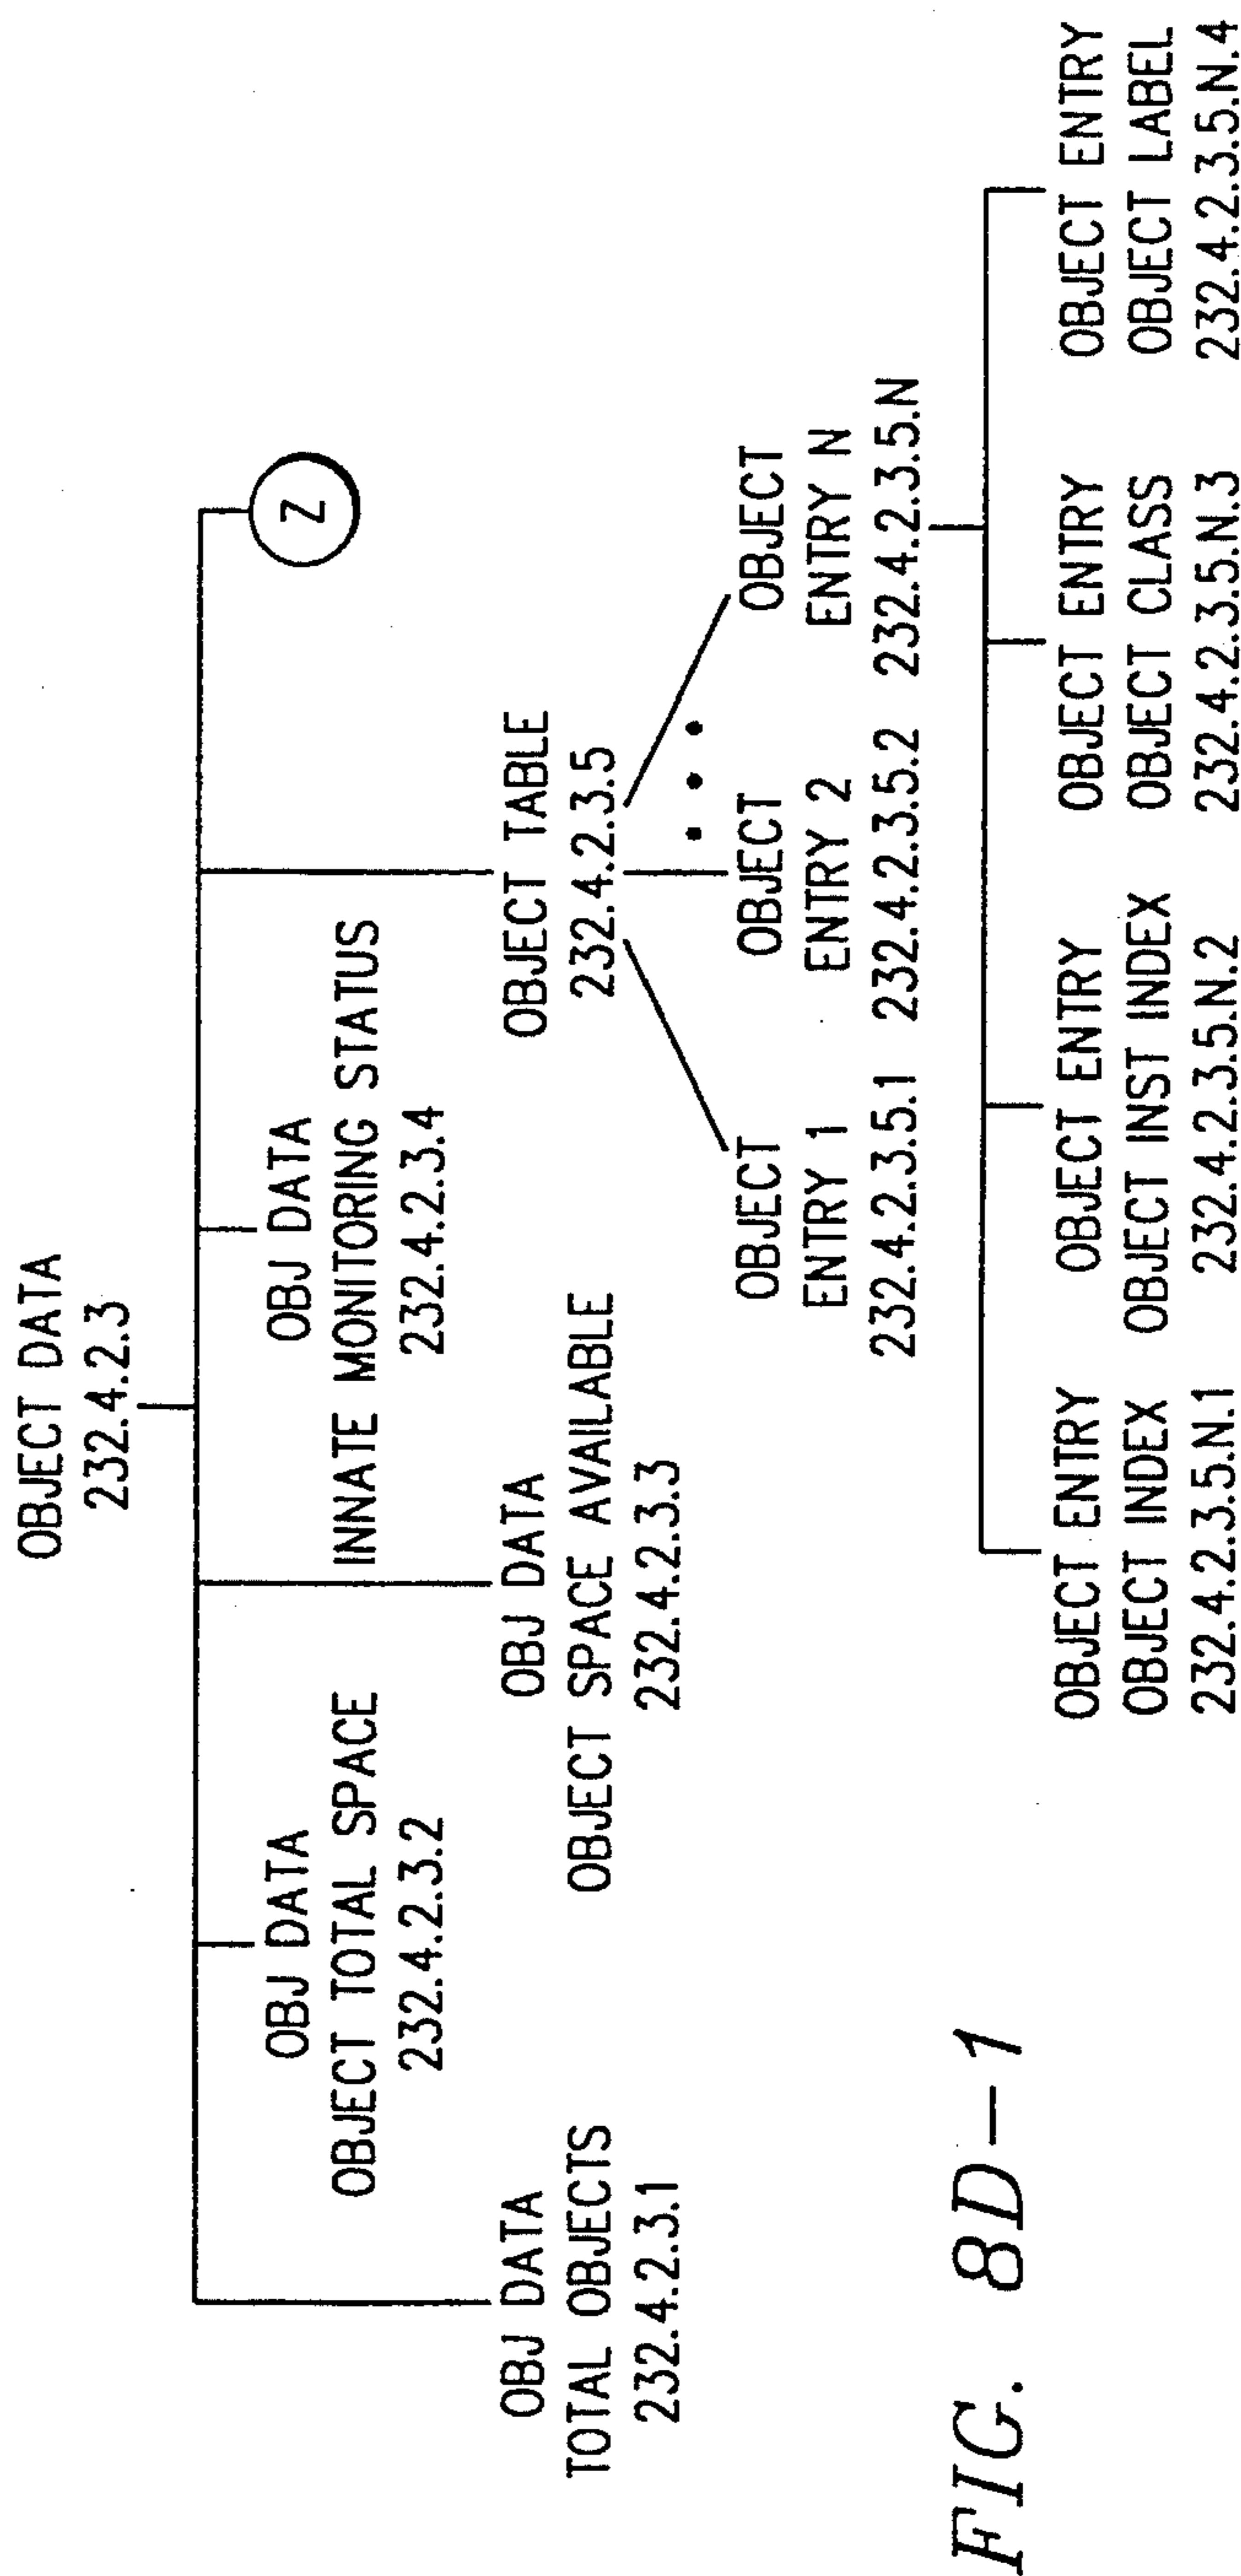 OBJECT DATA
232.4.2.3
Z
OBJ DATA
OBJECT TOTAL SPACE
232.4.2.3.2
OBJ DATA
INNATE MONITORING STATUS
232.4.2.3.4
OBJ DATA
TOTAL OBJECTS
232.4.2.3.1
OBJ DATA
OBJECT SPACE AVAILABLE
232.4.2.3.3
OBJECT TABLE
232.4.2.3.5
OBJECT
ENTRY 1
232.4.2.3.5.1
• • •
OBJECT
ENTRY 2
232.4.2.3.5.2
OBJECT
ENTRY N
232.4.2.3.5.N
OBJECT ENTRY
OBJECT INDEX
232.4.2.3.5.N.1
OBJECT ENTRY
OBJECT INST INDEX
232.4.2.3.5.N.2
OBJECT ENTRY
OBJECT CLASS
232.4.2.3.5.N.3
OBJECT ENTRY
OBJECT LABEL
232.4.2.3.5.N.4
FIG. 8D-1